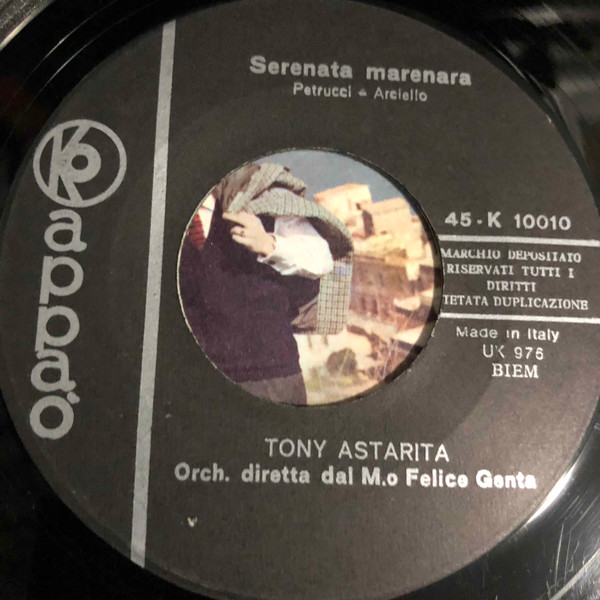 Serenata marenara
Petrucci - Arciello
Kappaò
45-K 10010
MARCHIO DEPOSITATO
RISERVATI TUTTI I
DIRITTI
IETATA DUPLICAZIONE
Made in Italy
UK 976
BIEM
TONY ASTARITA
Orch. diretta dal M.o Felice Genta